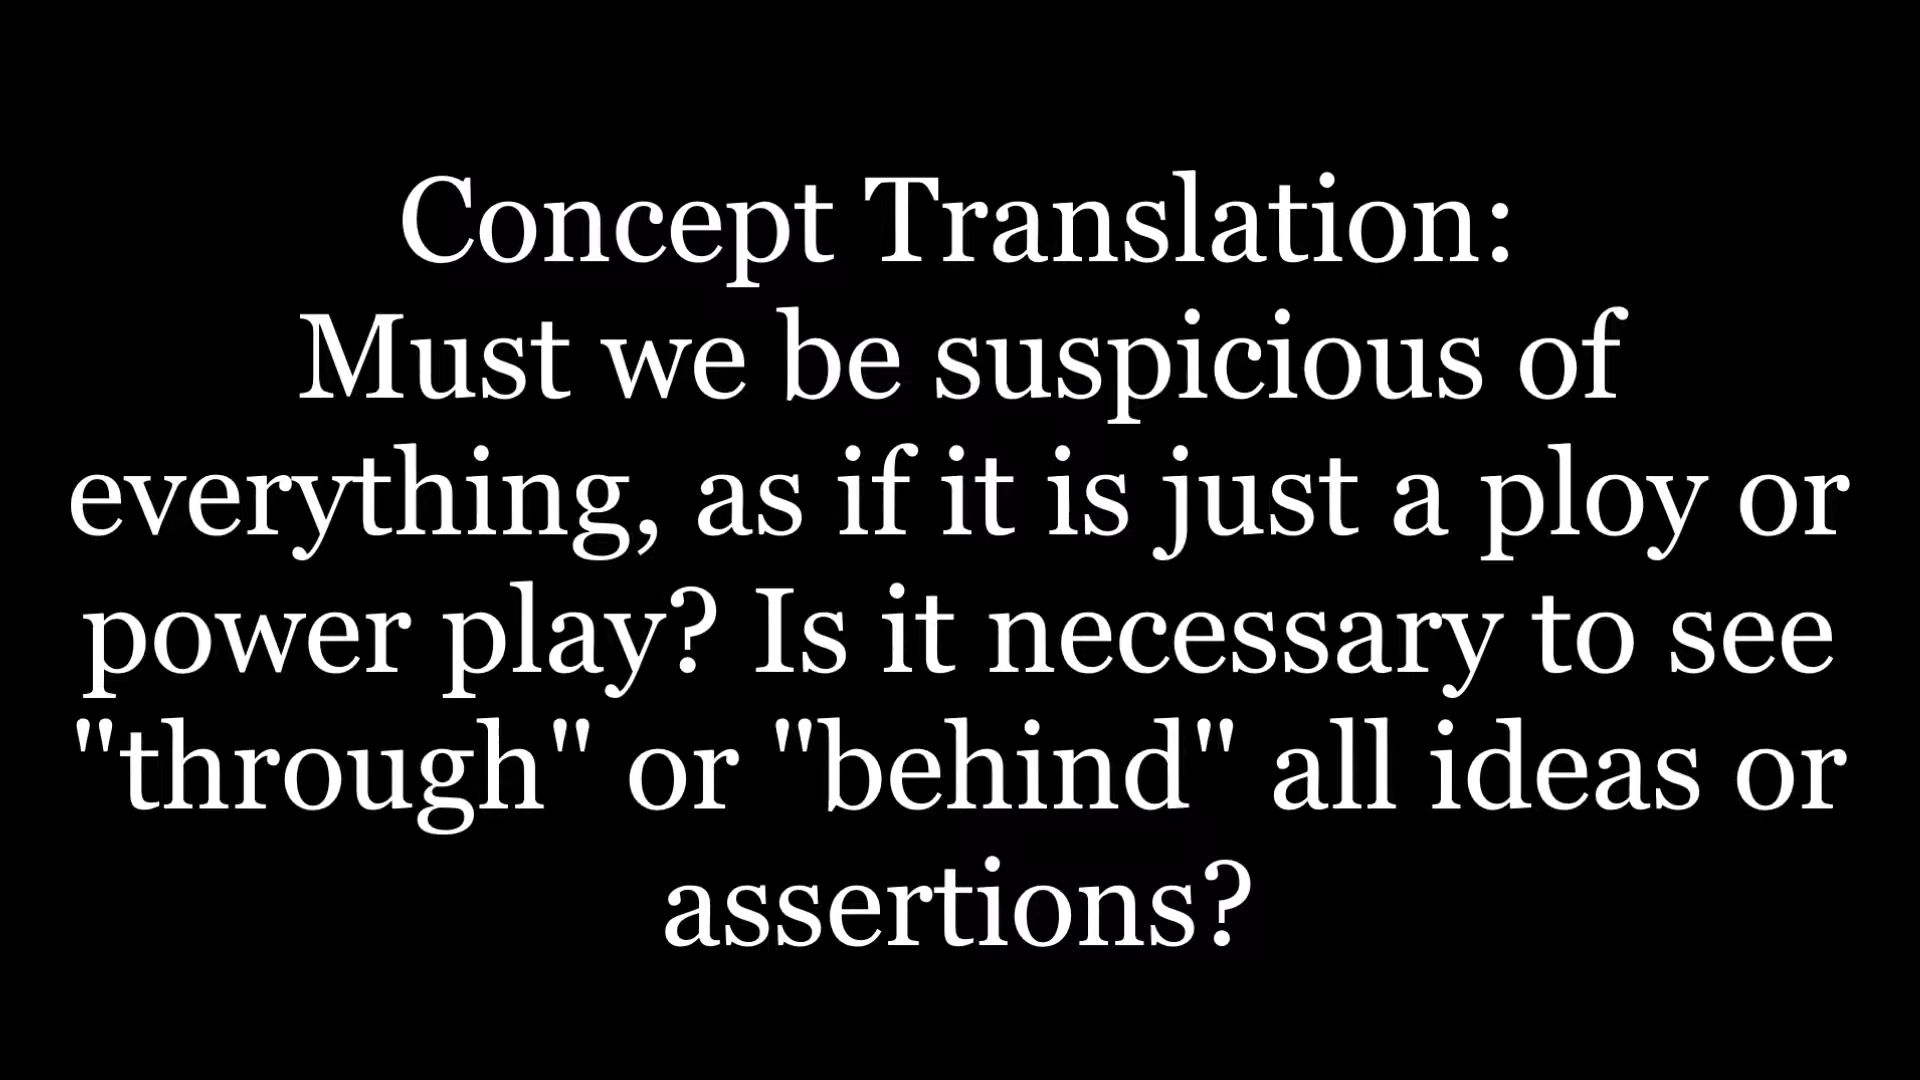 Concept Translation:
Must we be suspicious of
everything, as if it is just a ploy or
power play? Is it necessary to see
"through" or "behind" all ideas or
assertions?